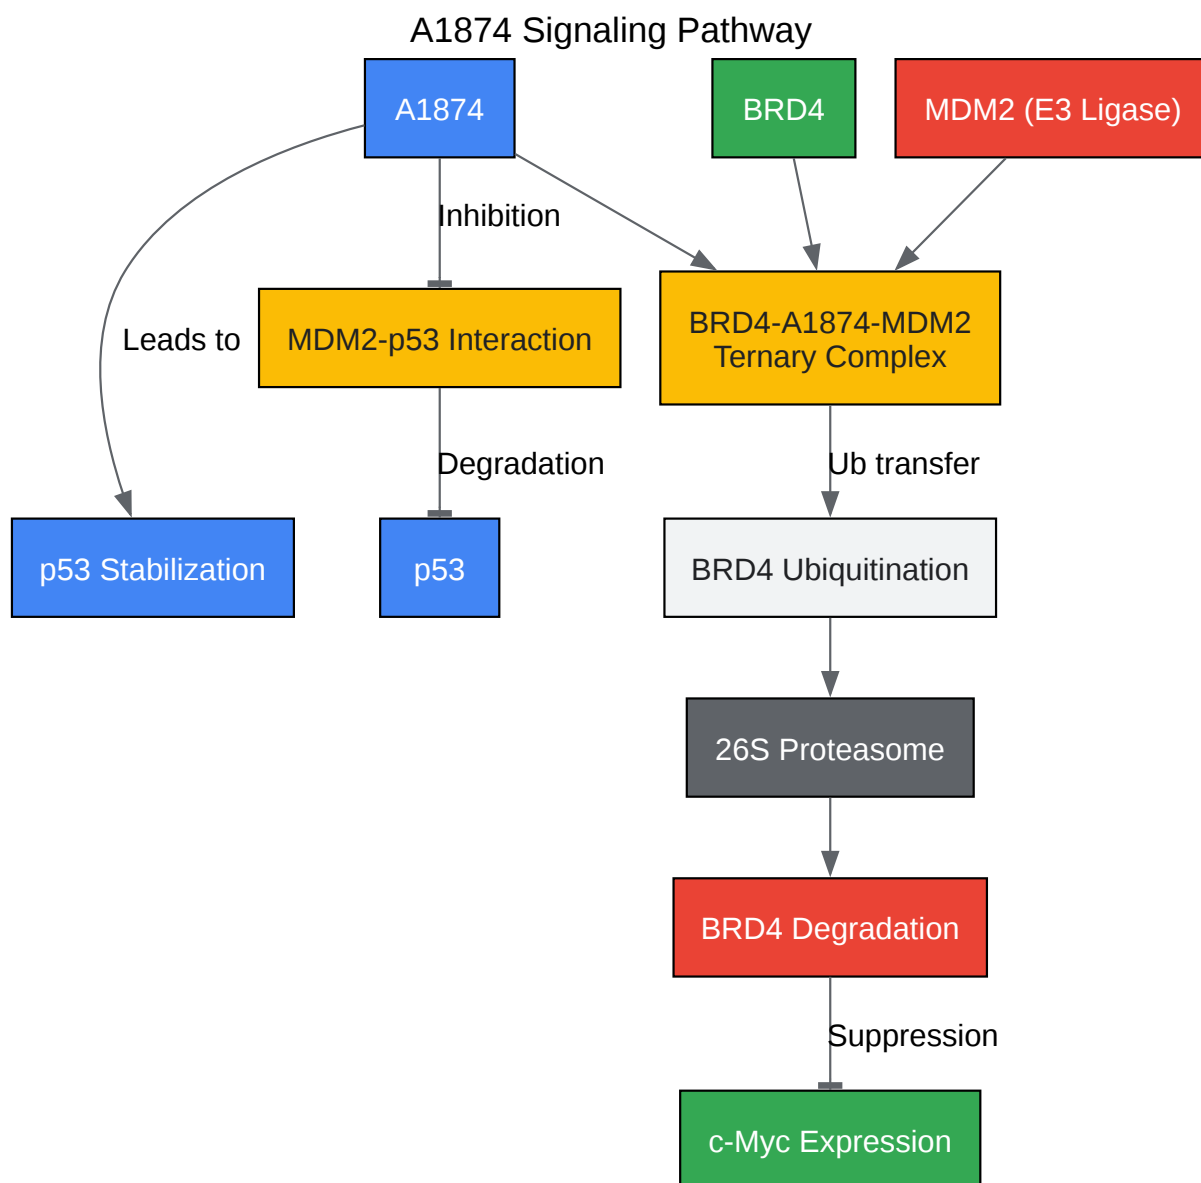 A1874 Signaling Pathway
A1874
BRD4
MDM2 (E3 Ligase)
Inhibition
Leads to
MDM2-p53 Interaction
BRD4-A1874-MDM2
Ternary Complex
Degradation
Ub transfer
p53 Stabilization
p53
BRD4 Ubiquitination
26S Proteasome
BRD4 Degradation
Suppression
c-Myc Expression